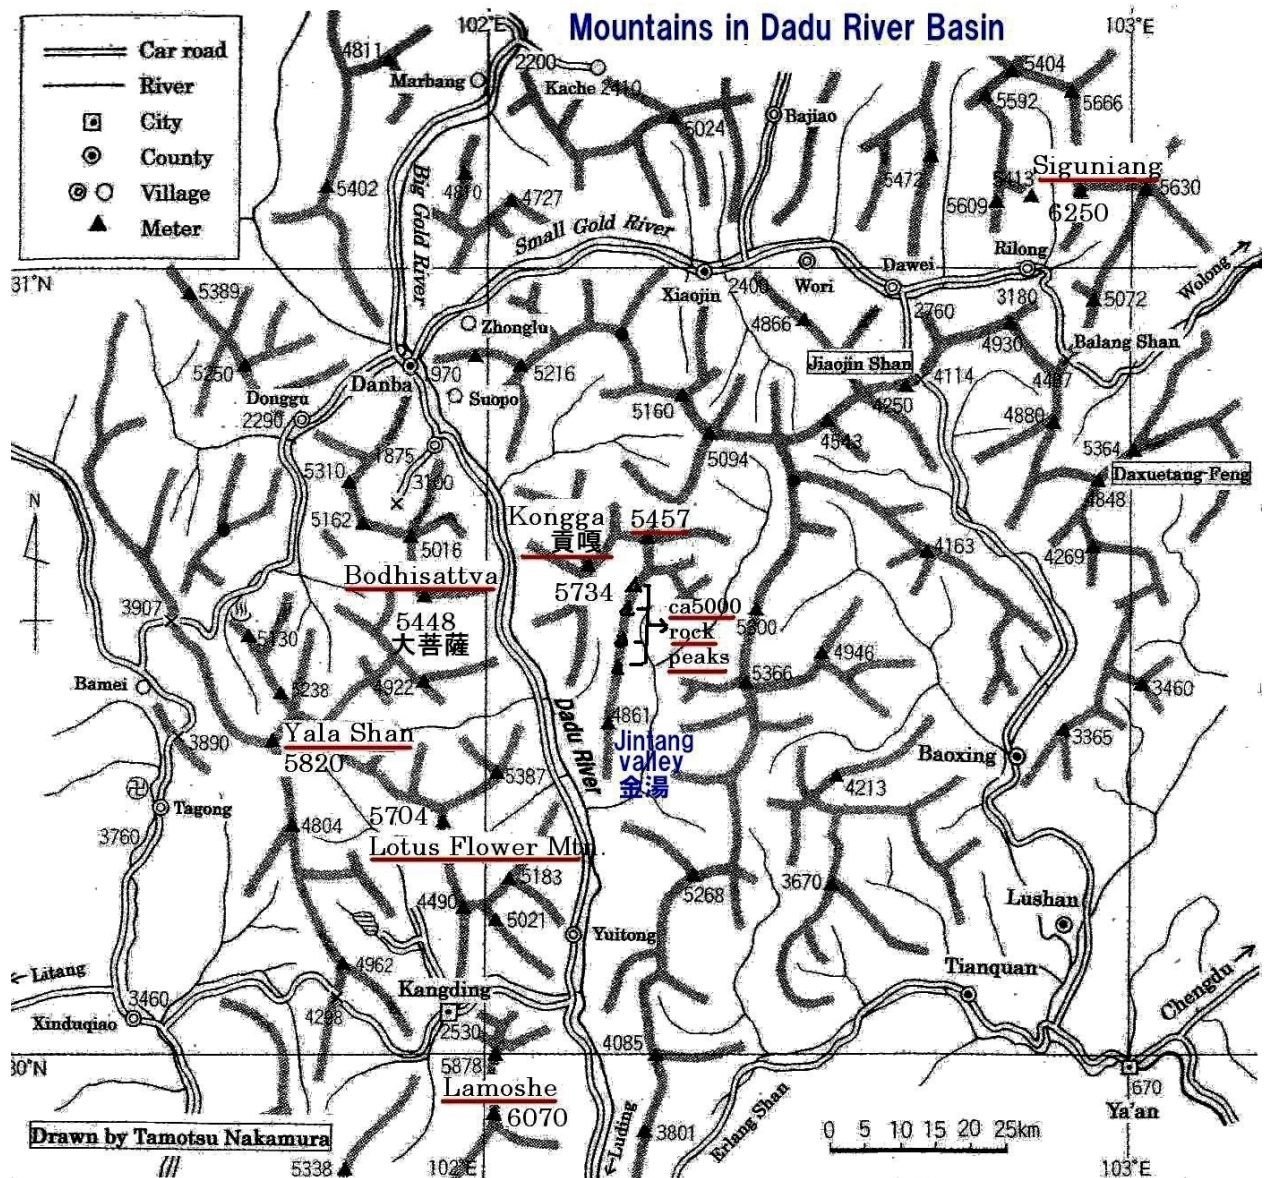 Mountains in Dadu River Basin
102°E
103°E
Car road
River
City
County
Village
Meter
4811
Marbang
2200
Kache
2410
5024
Bajiao
5404
5592
5666
Siguniang
5402
Big Gold River
4810
4727
5472
5413
5630
5609
6250
Small Gold River
Rilong
31°N
Xiaojin
2400
Wori
Dawei
2760
3180
Wolong
5389
5072
Zhonglu
4866
4930
Balang Shan
5250
Danba
5216
Jiaojin Shan
4114
4487
Donggu
2290
Suopo
5160
4250
4880
1875
5094
4543
5364
5310
3100
Daxuetang Feng
4848
N
5162
Kongga
5457
貢嘎
5016
4163
4269
Bodhisattva
5734
ca5000
rock
peaks
3907
5448
大菩薩
5300
5130
4946
Bamei
5238
4922
5366
3460
Yala Shan
5820
Dadu River
4861
3890
Jintang
valley
金湯
3365
Baoxing
5387
4213
卍
Tagong
5704
3760
4804
Lotus Flower Mtn.
5183
5268
3670
4490
5021
Lushan
Yuitong
Litang
4962
Tianquan
Chengdu
Kangding
3460
Xinduqiao
4298
2530
4085
30°N
5878
Lamoshe
670
Ya'an
6070
Erlang Shan
Drawn by Tamotsu Nakamura
Luding
3801
0 5 10 15 20 25km
5338
102°E
103°E